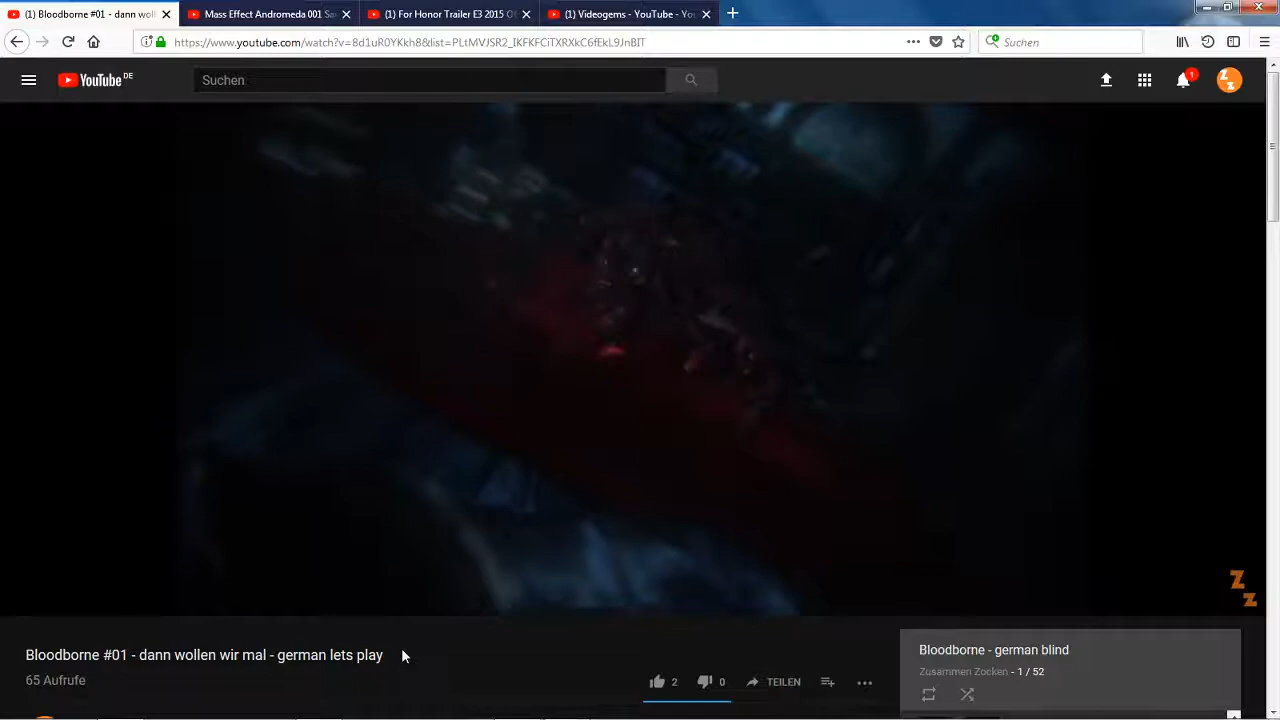 (1) Bloodborne #01 - dann woll
Mass Effect Andromeda 001 Sa
(1) For Honor Trailer E3 2015 O
(1) Videogems - YouTube - Yo
https://www.youtube.com/watch?v=8d1uR0YKkh8&list=PLtMVJSR2_IKFKFCiTXRXkC6fEkL9JnBIT
Suchen
YouTube DE
Suchen
1
Z Z
Z Z
Bloodborne #01 - dann wollen wir mal - german lets play
65 Aufrufe
2
0
TEILEN
Bloodborne - german blind
Zusammen Zocken - 1 / 52